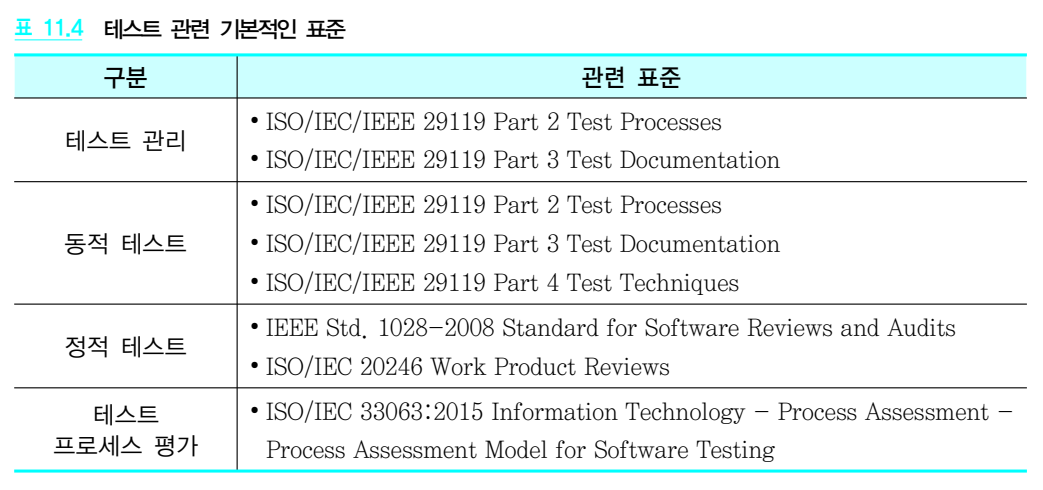 표 11.4 테스트 관련 기본적인 표준
구분 관련 표준
테스트 관리
• ISO/IEC/IEEE 29119 Part 2 Test Processes
• ISO/IEC/IEEE 29119 Part 3 Test Documentation
동적 테스트
• ISO/IEC/IEEE 29119 Part 2 Test Processes
• ISO/IEC/IEEE 29119 Part 3 Test Documentation
• ISO/IEC/IEEE 29119 Part 4 Test Techniques
정적 테스트
• IEEE Std. 1028-2008 Standard for Software Reviews and Audits
• ISO/IEC 20246 Work Product Reviews
테스트
프로세스 평가
• ISO/IEC 33063:2015 Information Technology - Process Assessment -
Process Assessment Model for Software Testing